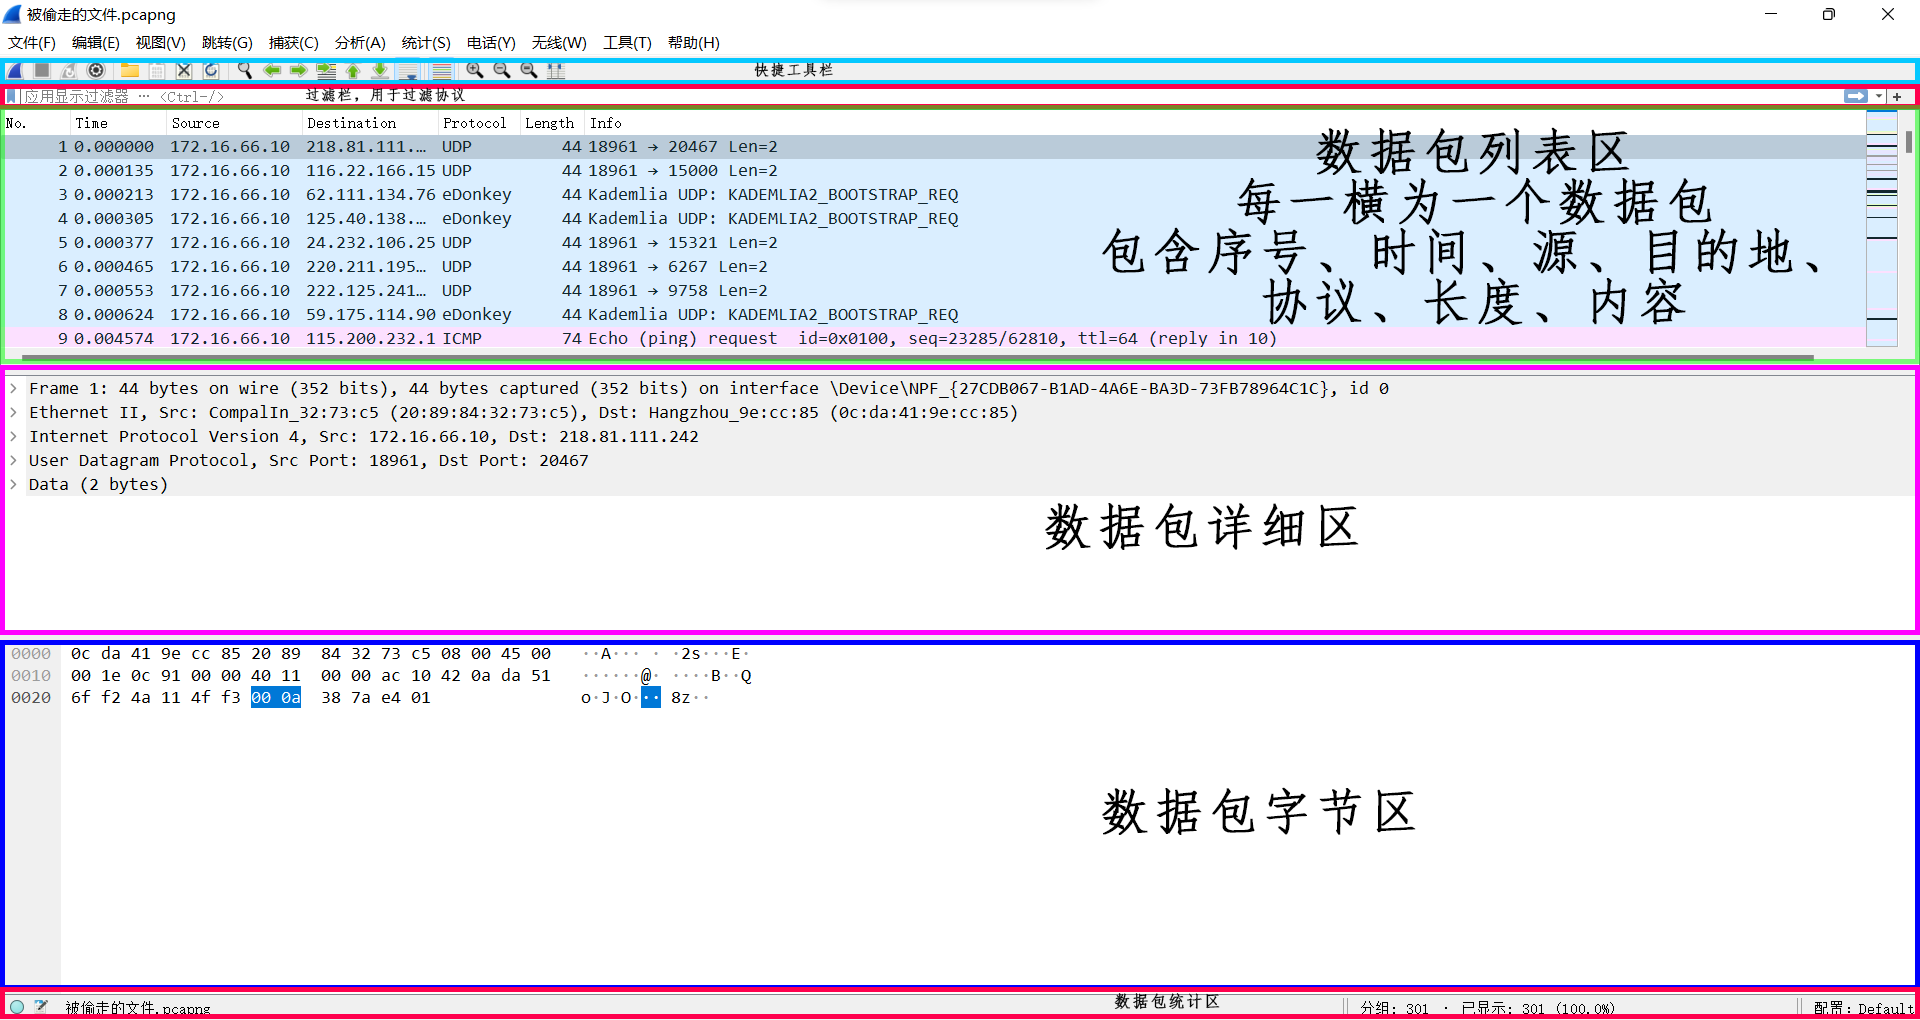 被偷走的文件.pcapng
文件(F) 编辑(E) 视图(V) 跳转(G) 捕获(C) 分析(A) 统计(S) 电话(Y) 无线(W) 工具(T) 帮助(H)
快捷工具栏
应用显示过滤器 … <Ctrl-/> 过滤栏，用于过滤协议
No. Time Source Destination Protocol Length Info
1 0.000000 172.16.66.10 218.81.111.… UDP 44 18961 → 20467 Len=2
2 0.000135 172.16.66.10 116.22.166.15 UDP 44 18961 → 15000 Len=2
3 0.000213 172.16.66.10 62.111.134.76 eDonkey 44 Kademlia UDP: KADEMLIA2_BOOTSTRAP_REQ
4 0.000305 172.16.66.10 125.40.138.… eDonkey 44 Kademlia UDP: KADEMLIA2_BOOTSTRAP_REQ
5 0.000377 172.16.66.10 24.232.106.25 UDP 44 18961 → 15321 Len=2
6 0.000465 172.16.66.10 220.211.195… UDP 44 18961 → 6267 Len=2
7 0.000553 172.16.66.10 222.125.241… UDP 44 18961 → 9758 Len=2
8 0.000624 172.16.66.10 59.175.114.90 eDonkey 44 Kademlia UDP: KADEMLIA2_BOOTSTRAP_REQ
9 0.004574 172.16.66.10 115.200.232.1 ICMP 74 Echo (ping) request id=0x0100, seq=23285/62810, ttl=64 (reply in 10)
数据包列表区
每一横为一个数据包
包含序号、时间、源、目的地、
协议、长度、内容
Frame 1: 44 bytes on wire (352 bits), 44 bytes captured (352 bits) on interface \Device\NPF_{27CDB067-B1AD-4A6E-BA3D-73FB78964C1C}, id 0
Ethernet II, Src: CompalIn_32:73:c5 (20:89:84:32:73:c5), Dst: Hangzhou_9e:cc:85 (0c:da:41:9e:cc:85)
Internet Protocol Version 4, Src: 172.16.66.10, Dst: 218.81.111.242
User Datagram Protocol, Src Port: 18961, Dst Port: 20467
Data (2 bytes)
数据包详细区
0000 0c da 41 9e cc 85 20 89 84 32 73 c5 08 00 45 00 ··A··· · ·2s···E·
0010 00 1e 0c 91 00 00 40 11 00 00 ac 10 42 0a da 51 ······@· ····B··Q
0020 6f f2 4a 11 4f f3 00 0a 38 7a e4 01 o·J·O··· 8z··
数据包字节区
被偷走的文件.pcapng 数据包统计区 分组: 301 · 已显示: 301 (100.0%) 配置: Default